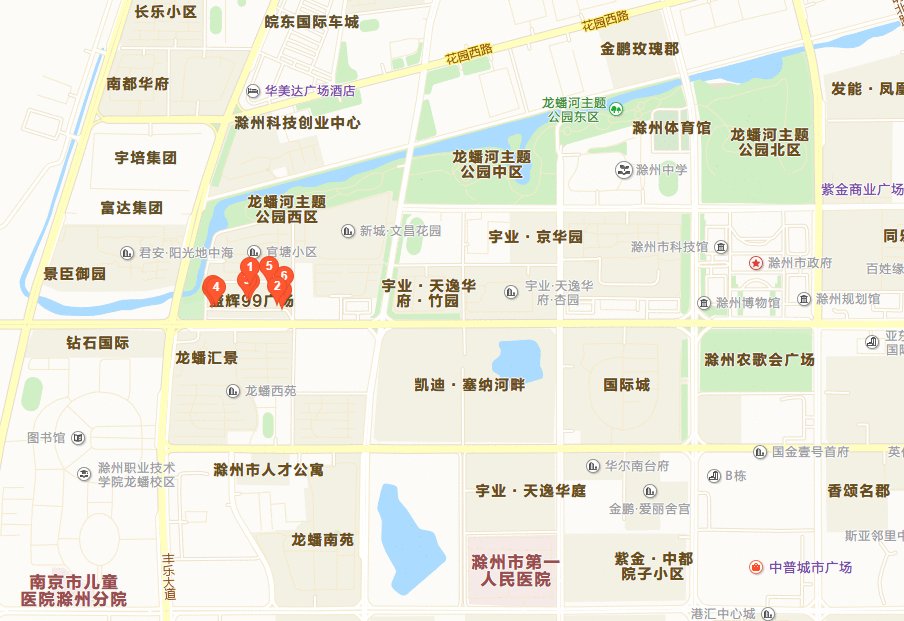 长乐小区
皖东国际车城
花园西路
花园西路
金鹏玫瑰郡
南都华府
华美达广场酒店
发能·凤凰
龙蟠河主题
公园东区
滁州科技创业中心
滁州体育馆
龙蟠河主题
公园北区
宇培集团
龙蟠河主题
公园中区
滁州中学
紫金商业广场
富达集团
龙蟠河主题
公园西区
新城·文昌花园
宇业·京华园
滁州市科技馆
同乐
君安·阳光地中海
官塘小区
滁州市政府
百姓缘
景臣御园
1
5
6
4
2
盛辉99广场
宇业·天逸华
府·竹园
宇业·天逸华
府·杏园
滁州博物馆
滁州规划馆
钻石国际
龙蟠汇景
滁州农歌会广场
亚东
国际
龙蟠西苑
凯迪·塞纳河畔
国际城
图书馆
滁州职业技术
学院龙蟠校区
滁州市人才公寓
华尔南台府
国金壹号首府
B栋
宇业·天逸华庭
金鹏·爱丽舍宫
香颂名郡
龙蟠南苑
斯亚邻里中
丰乐大道
滁州市第一
人民医院
紫金·中都
院子小区
中普城市广场
南京市儿童
医院滁州分院
港汇中心城